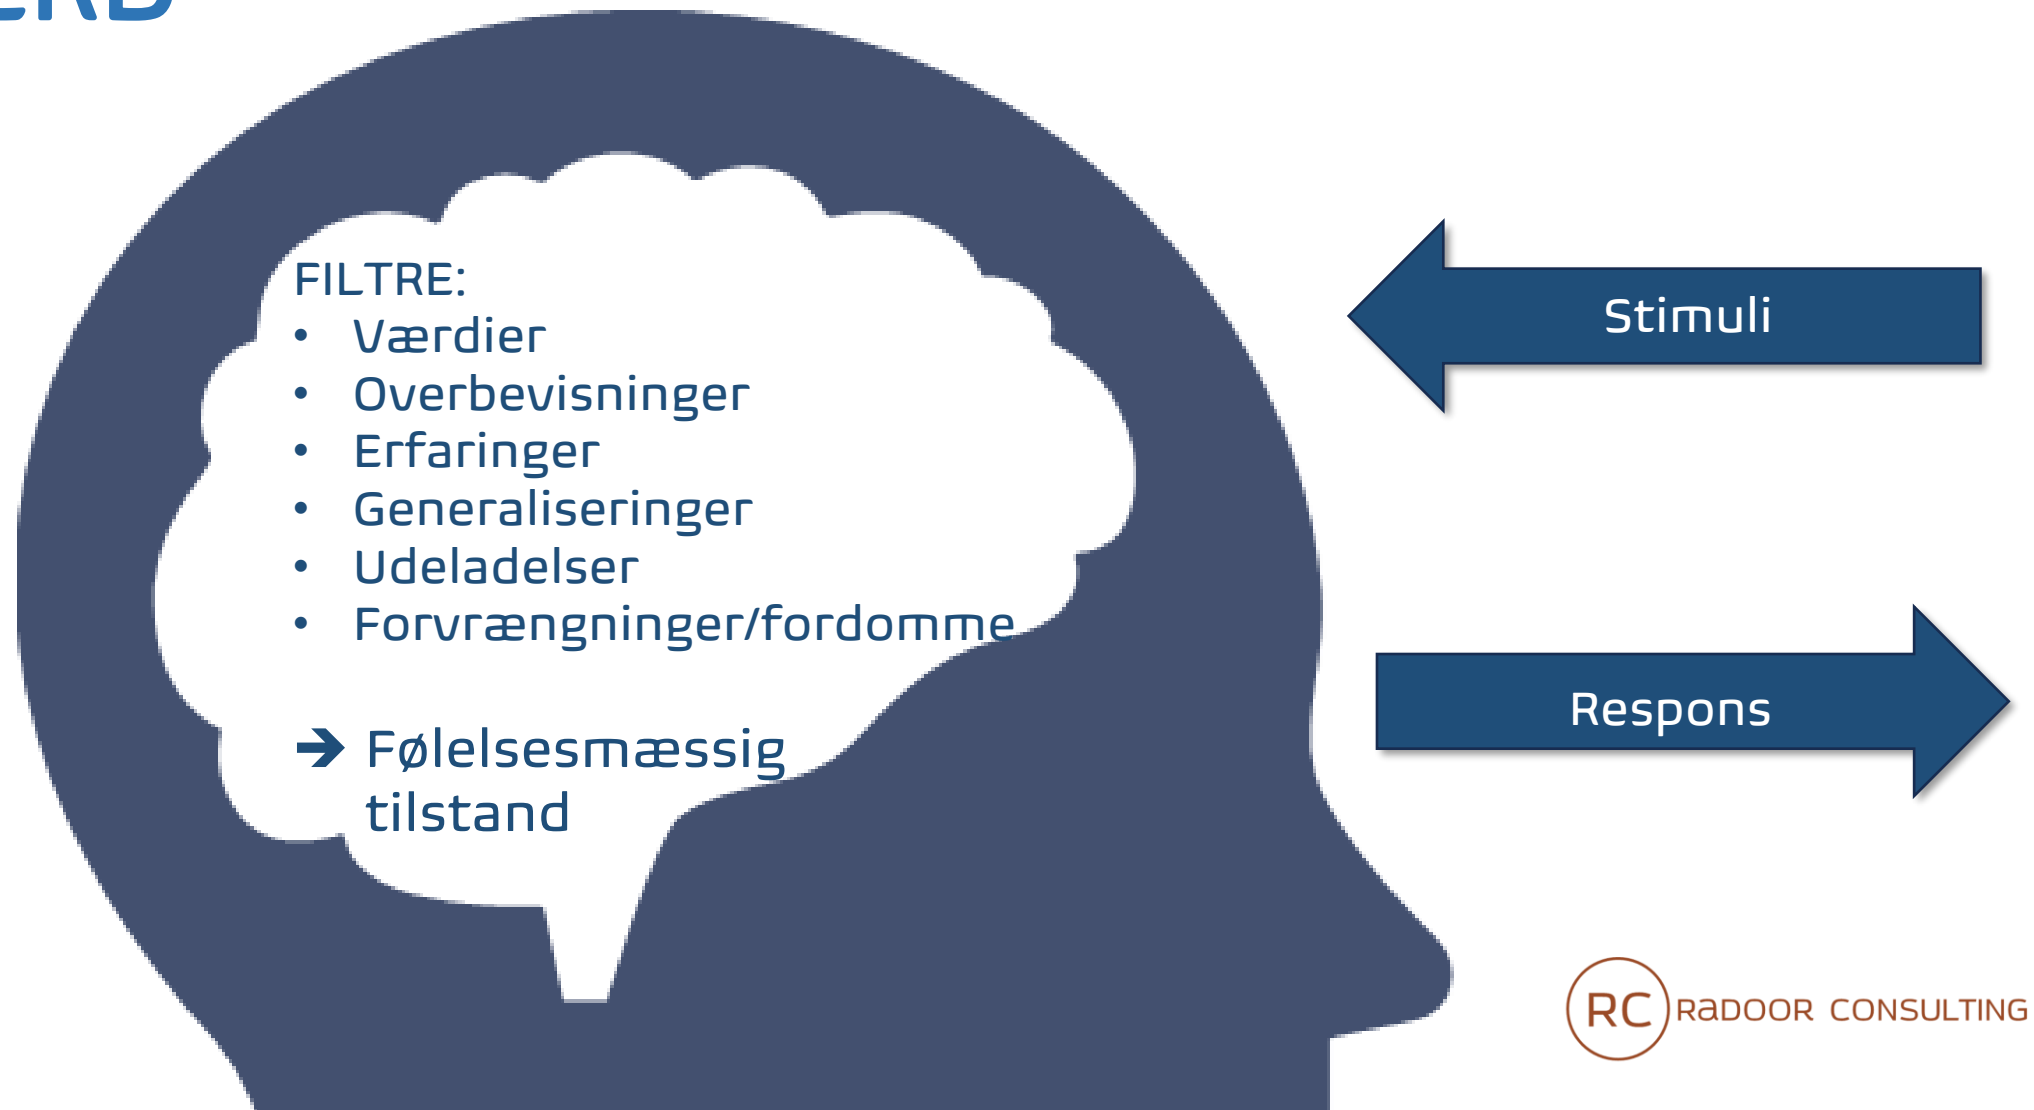 FILTRE:
• Værdier
• Overbevisninger
• Erfaringer
• Generaliseringer
• Udeladelser
• Forvrængninger/fordomme
➔ Følelsesmæssig
tilstand
Stimuli
Respons
RC RADOOR CONSULTING